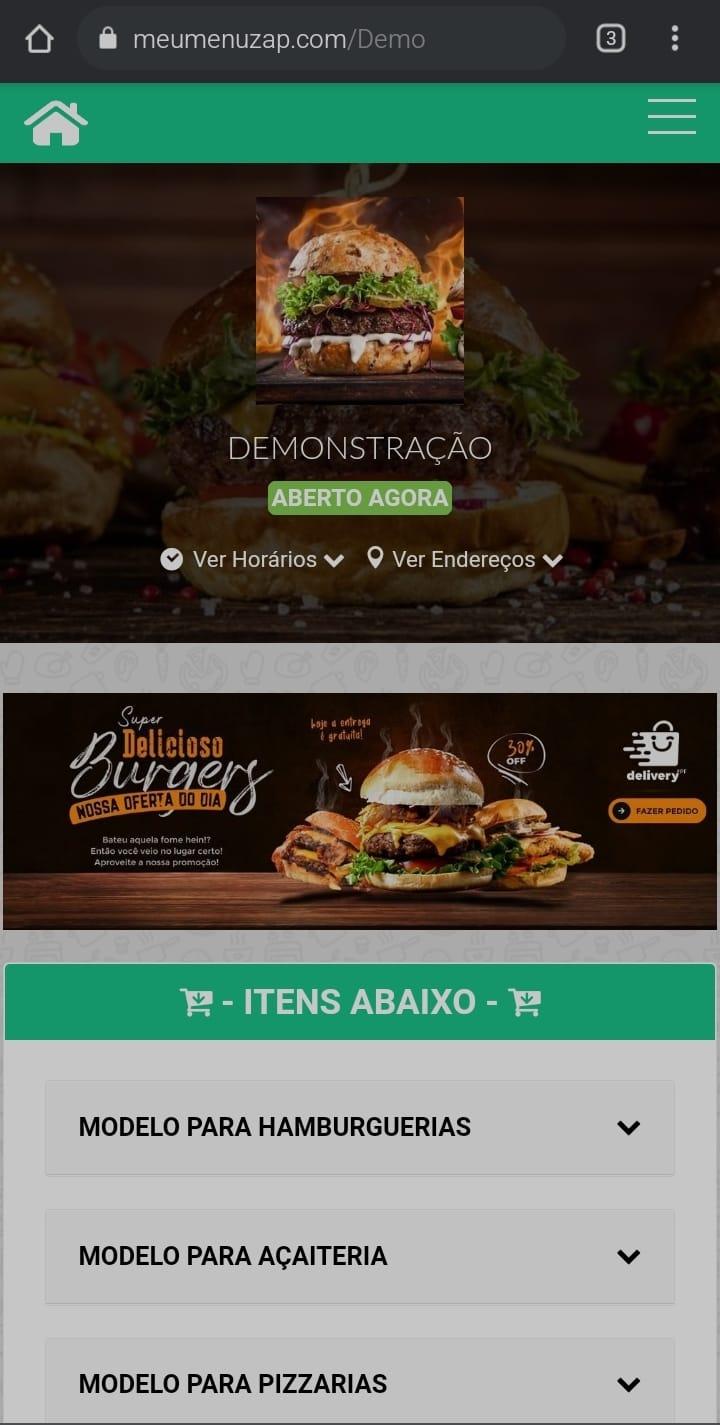 meumenuzap.com/Demo
3
DEMONSTRAÇÃO
ABERTO AGORA
Ver Horários
Ver Endereços
Super
Delicioso
Burgers
NOSSA OFERTA DO DIA
Bateu aquela fome hein!?
Então você veio no lugar certo!
Aproveite a nossa promoção!
hoje a entrega
é gratuita!
30%
OFF
delivery
FAZER PEDIDO
- ITENS ABAIXO -
MODELO PARA HAMBURGUERIAS
MODELO PARA AÇAITERIA
MODELO PARA PIZZARIAS